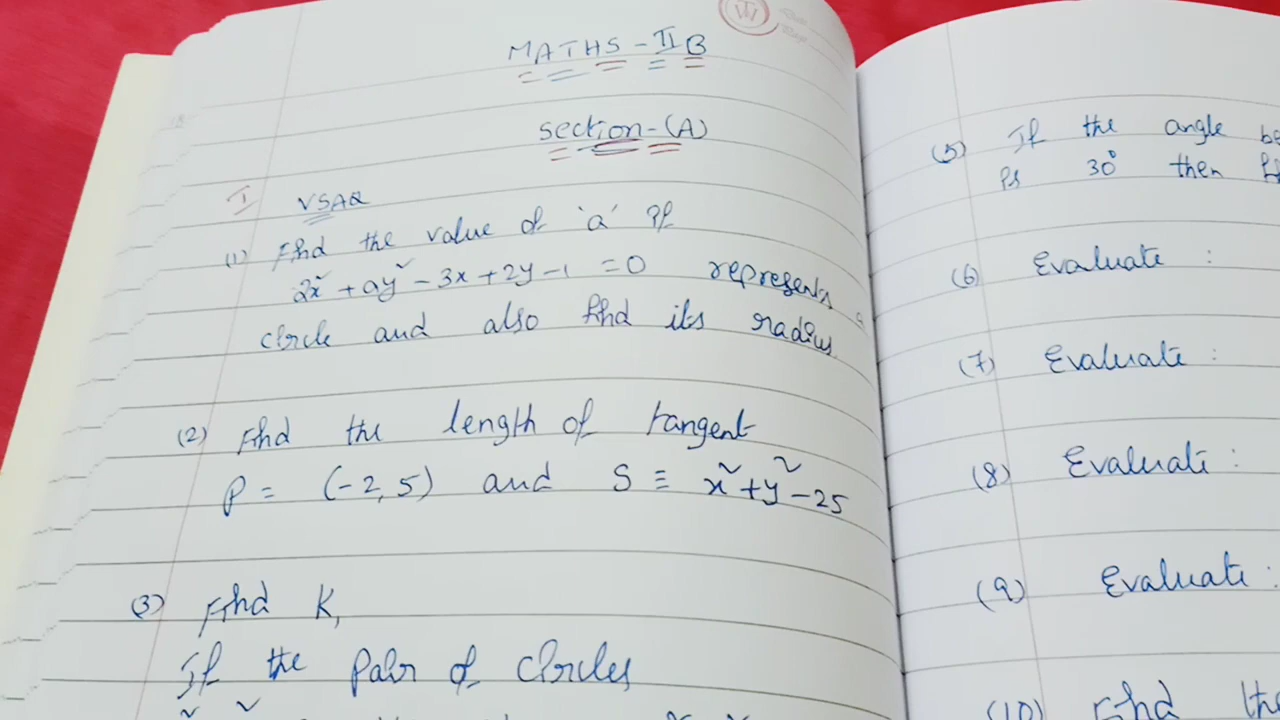 MATHS - II B
Section - (A)
I VSAQ
(1) Find the value of 'a' if
2x² + ay² - 3x + 2y - 1 = 0 represents a
circle and also find its radius
(2) Find the length of tangent
P = (-2, 5) and S ≡ x² + y² - 25
(3) Find K,
If the pair of circles
(5) If the angle be
is 30° then
(6) Evaluate :
(7) Evaluate :
(8) Evaluate :
(9) Evaluate :
(10) Find the